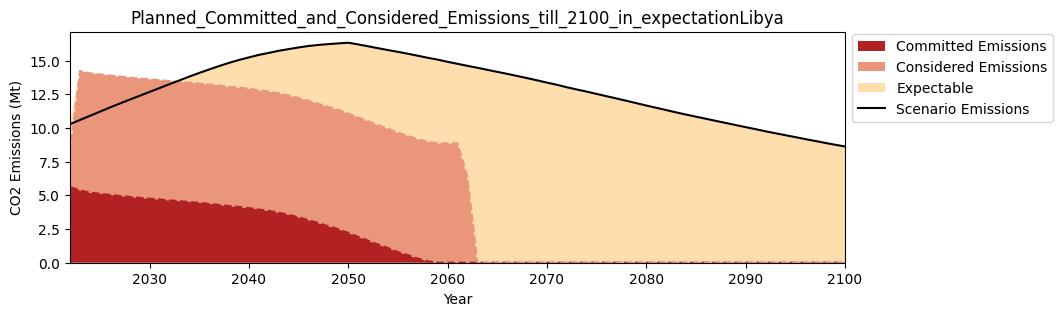 Planned_Committed_and_Considered_Emissions_till_2100_in_expectationLibya
CO2 Emissions (Mt)
15.0
12.5
10.0
7.5
5.0
2.5
0.0
2030 2040 2050 2060 2070 2080 2090 2100
Year
Committed Emissions
Considered Emissions
Expectable
Scenario Emissions